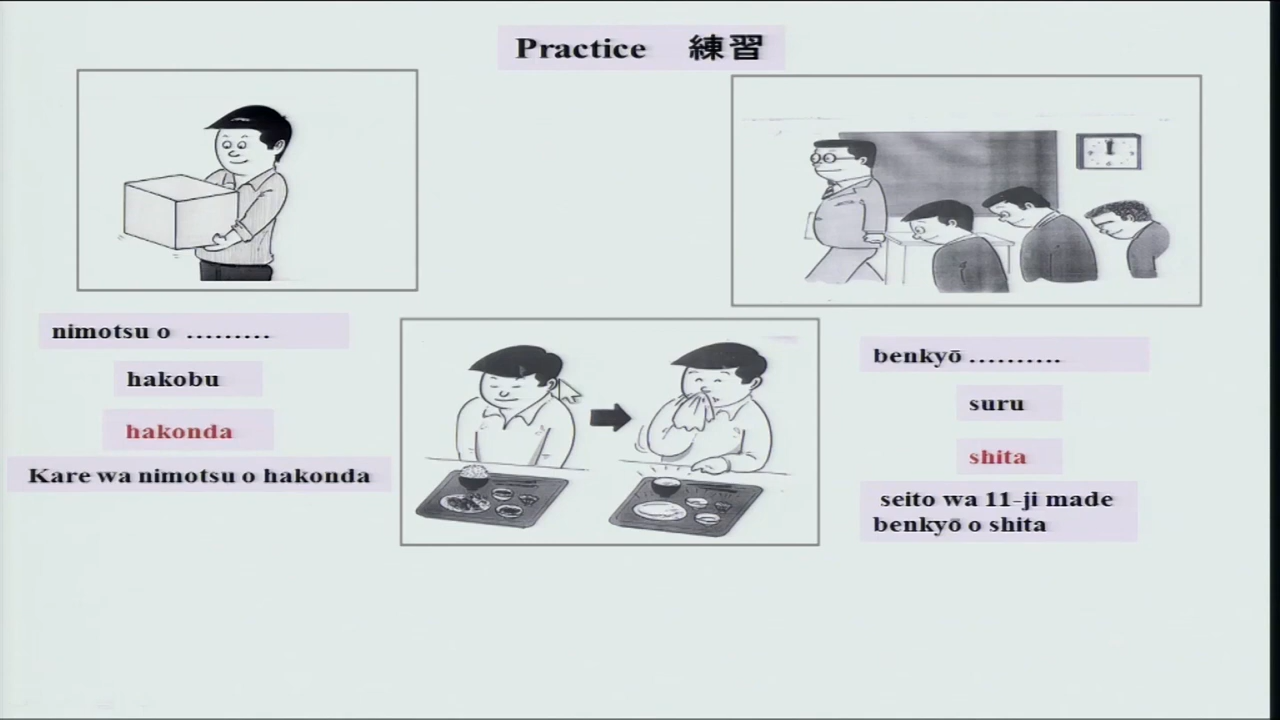 Practice 練習
nimotsu o ………
hakobu
hakonda
Kare wa nimotsu o hakonda
benkyō ……….
suru
shita
seito wa 11-ji made
benkyō o shita